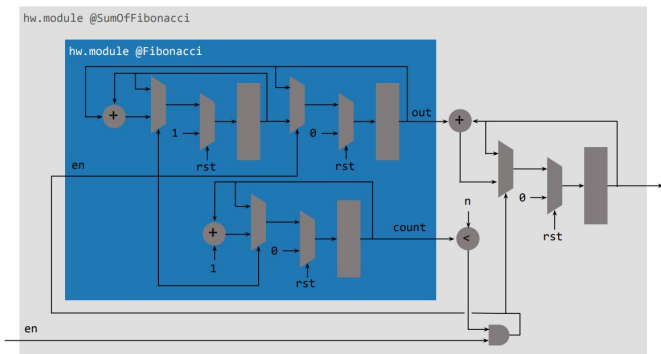 hw.module @SumOfFibonacci
hw.module @Fibonacci
out
+
+
1
0
rst
rst
en
0
n
rst
count
<
+
0
1
rst
en